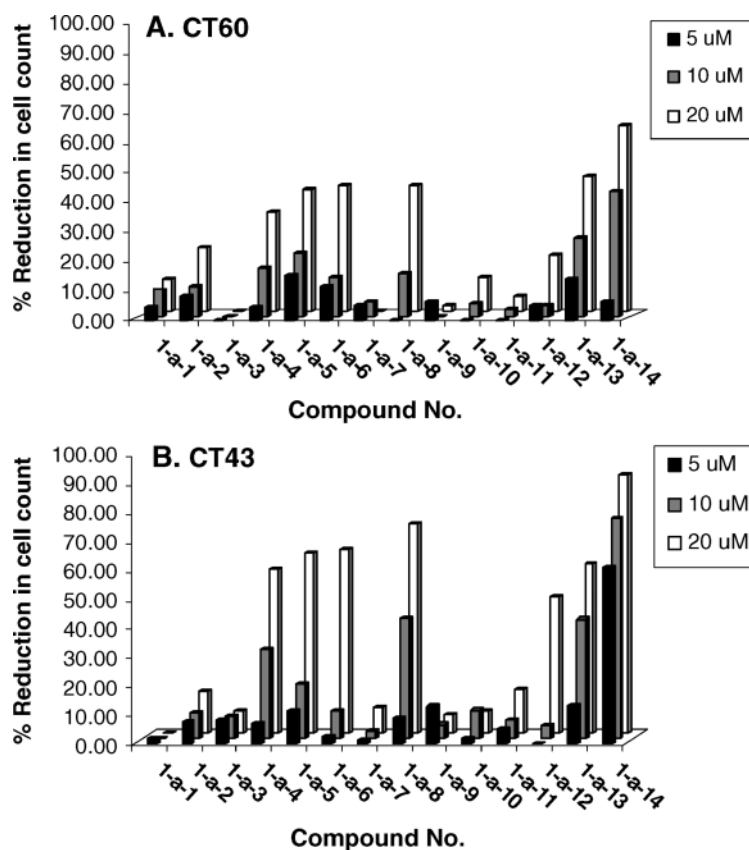 A. CT60
% Reduction in cell count
100.00
90.00
80.00
70.00
60.00
50.00
40.00
30.00
20.00
10.00
0.00
1-a-1
1-a-2
1-a-3
1-a-4
1-a-5
1-a-6
1-a-7
1-a-8
1-a-9
1-a-10
1-a-11
1-a-12
1-a-13
1-a-14
Compound No.
5 uM
10 uM
20 uM
B. CT43
% Reduction in cell count
100.00
90.00
80.00
70.00
60.00
50.00
40.00
30.00
20.00
10.00
0.00
1-a-1
1-a-2
1-a-3
1-a-4
1-a-5
1-a-6
1-a-7
1-a-8
1-a-9
1-a-10
1-a-11
1-a-12
1-a-13
1-a-14
Compound No.
5 uM
10 uM
20 uM